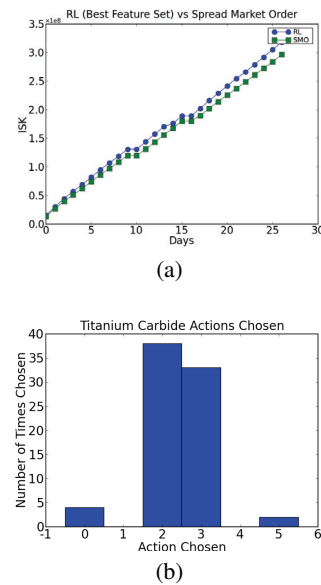 RL (Best Feature Set) vs Spread Market Order
×1e8
3.5
3.0
2.5
2.0
1.5
1.0
0.5
0.0
ISK
RL
SMO
0 5 10 15 20 25 30
Days
(a)
Titanium Carbide Actions Chosen
40
35
30
25
20
15
10
5
0
Number of Times Chosen
-1 0 1 2 3 4 5 6
Action Chosen
(b)